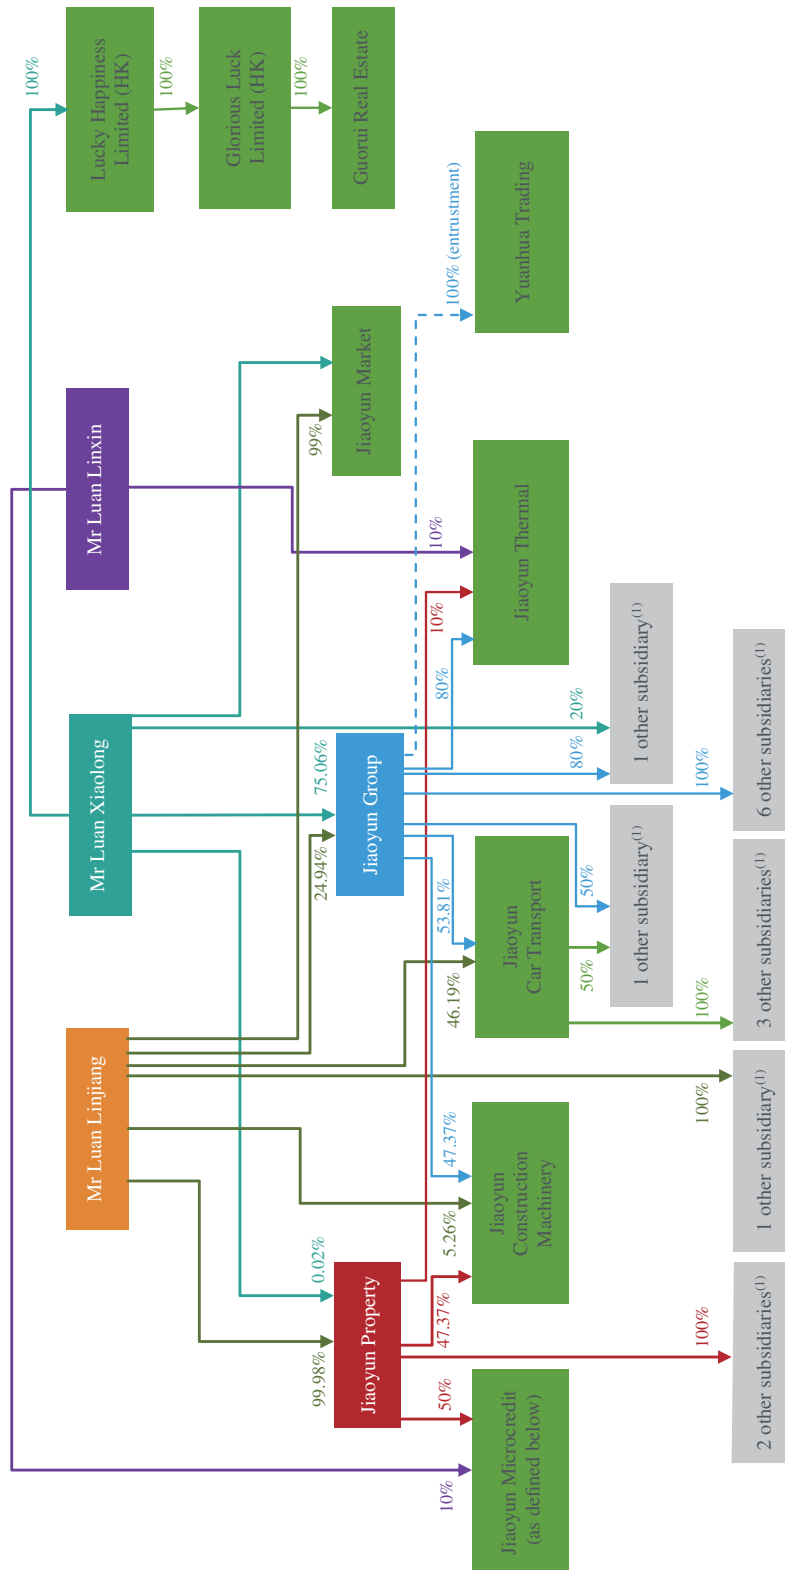 Mr Luan Linjiang
Mr Luan Xiaolong
Mr Luan Linxin
100%
Lucky Happiness
Limited (HK)
100%
Glorious Luck
Limited (HK)
100%
Guorui Real Estate
99.98%
0.02%
24.94%
75.06%
99%
Jiaoyun Property
Jiaoyun Group
Jiaoyun Market
10%
50%
47.37%
5.26%
47.37%
46.19%
53.81%
80%
10%
10%
100% (entrustment)
Jiaoyun Microcredit
(as defined below)
Jiaoyun
Construction
Machinery
Jiaoyun
Car Transport
Jiaoyun Thermal
Yuanhua Trading
50%
50%
80%
20%
1 other subsidiary(1)
1 other subsidiary(1)
100%
100%
100%
100%
2 other subsidiaries(1)
1 other subsidiary(1)
3 other subsidiaries(1)
6 other subsidiaries(1)